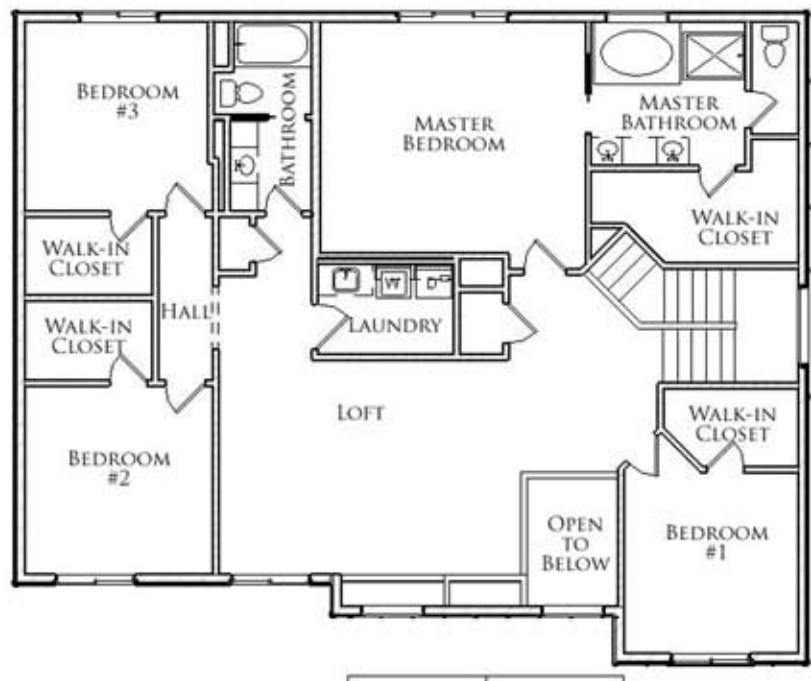 BEDROOM
#3
BATHROOM
MASTER
BEDROOM
MASTER
BATHROOM
WALK-IN
CLOSET
WALK-IN
CLOSET
HALL
W
D
LAUNDRY
WALK-IN
CLOSET
LOFT
WALK-IN
CLOSET
BEDROOM
#2
OPEN
TO
BELOW
BEDROOM
#1